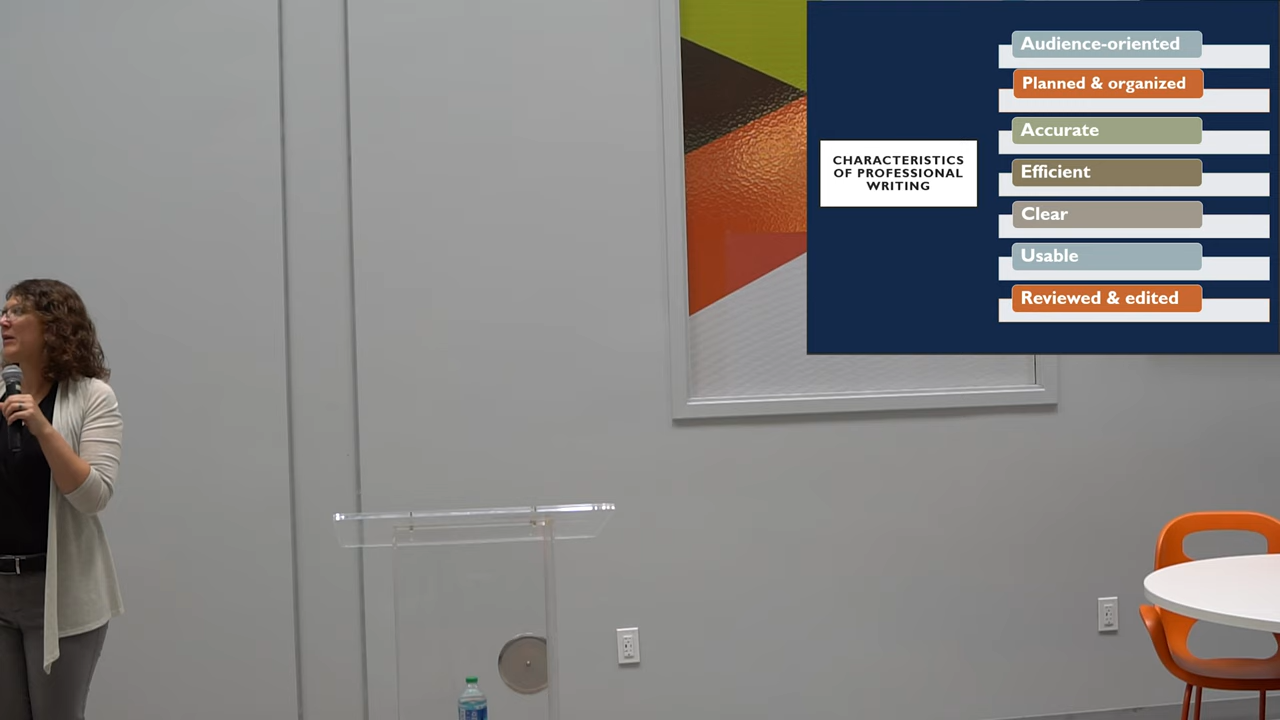 CHARACTERISTICS
OF PROFESSIONAL
WRITING
Audience-oriented
Planned & organized
Accurate
Efficient
Clear
Usable
Reviewed & edited